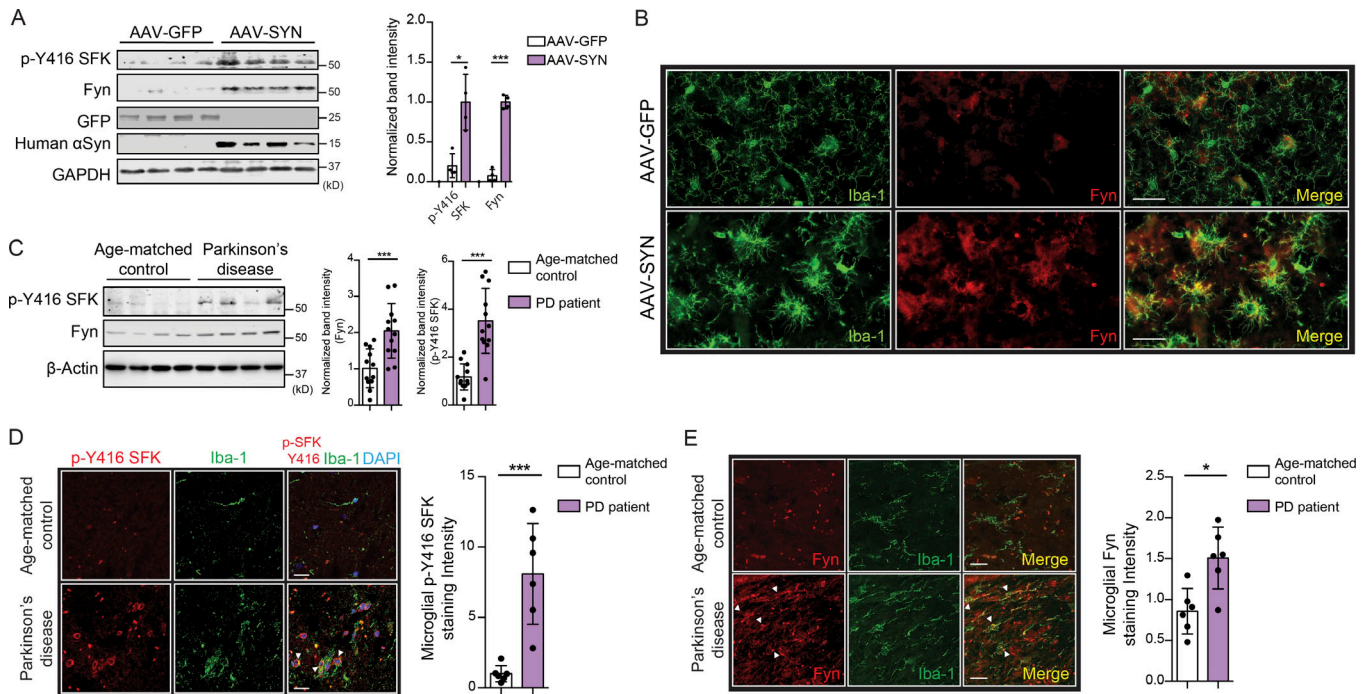 A
AAV-GFP AAV-SYN
p-Y416 SFK
50
Fyn
50
GFP
25
Human αSyn
15
GAPDH
37
(kD)
Normalized band intensity
2.0
1.5
1.0
0.5
0.0
* ***
p-Y416
SFK
Fyn
AAV-GFP
AAV-SYN
B
AAV-GFP
Iba-1
Fyn
Merge
AAV-SYN
Iba-1
Fyn
Merge
C
Age-matched
control
Parkinson's
disease
p-Y416 SFK
50
Fyn
50
β-Actin
37
(kD)
Normalized band intensity
(Fyn)
4
3
2
1
0
***
Normalized band intensity
(p-Y416 SFK)
6
4
2
0
***
Age-matched
control
PD patient
D
p-Y416 SFK
Iba-1
p-SFK
Y416 Iba-1 DAPI
Age-matched
control
Parkinson's
disease
Microglial p-Y416 SFK
staining Intensity
15
10
5
0
***
Age-matched
control
PD patient
E
Age-matched
control
Fyn
Iba-1
Merge
Parkinson's
disease
Fyn
Iba-1
Merge
Microglial Fyn
staining Intensity
2.5
2.0
1.5
1.0
0.5
0.0
*
Age-matched
control
PD patient